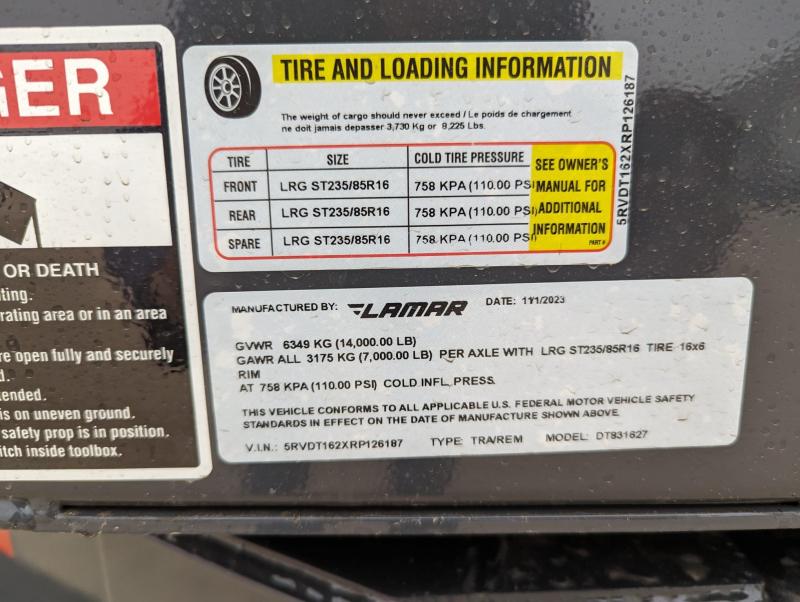 GER
OR DEATH
ting.
rating area or in an area
re open fully and securely
d.
tended.
is on uneven ground.
safety prop is in position.
itch inside toolbox.
TIRE AND LOADING INFORMATION
The weight of cargo should never exceed / Le poids de chargement
ne doit jamais depasser 3,730 Kg or 8,225 Lbs.
TIRE SIZE COLD TIRE PRESSURE
FRONT LRG ST235/85R16 758 KPA (110.00 PSI)
REAR LRG ST235/85R16 758 KPA (110.00 PSI)
SPARE LRG ST235/85R16 758 KPA (110.00 PSI)
SEE OWNER'S
MANUAL FOR
ADDITIONAL
INFORMATION
PART #
5RVDT162XRP126187
MANUFACTURED BY: LAMAR DATE: 11/1/2023
GVWR 6349 KG (14,000.00 LB)
GAWR ALL 3175 KG (7,000.00 LB) PER AXLE WITH LRG ST235/85R16 TIRE 16x6
RIM
AT 758 KPA (110.00 PSI) COLD INFL. PRESS.
THIS VEHICLE CONFORMS TO ALL APPLICABLE U.S. FEDERAL MOTOR VEHICLE SAFETY
STANDARDS IN EFFECT ON THE DATE OF MANUFACTURE SHOWN ABOVE.
V.I.N.: 5RVDT162XRP126187 TYPE: TRA/REM MODEL: DT831627